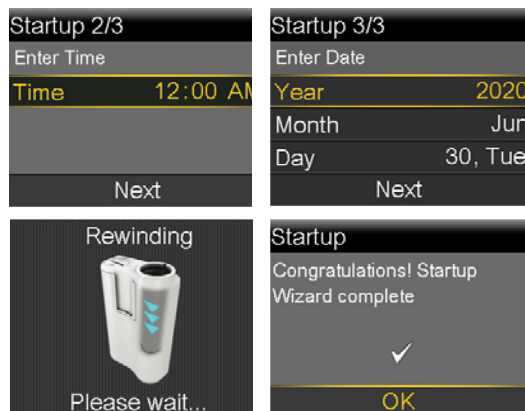 Startup 2/3
Enter Time
Time 12:00 AM
Next
Startup 3/3
Enter Date
Year 2020
Month Jun
Day 30, Tue
Next
Rewinding
Please wait...
Startup
Congratulations! Startup
Wizard complete
OK